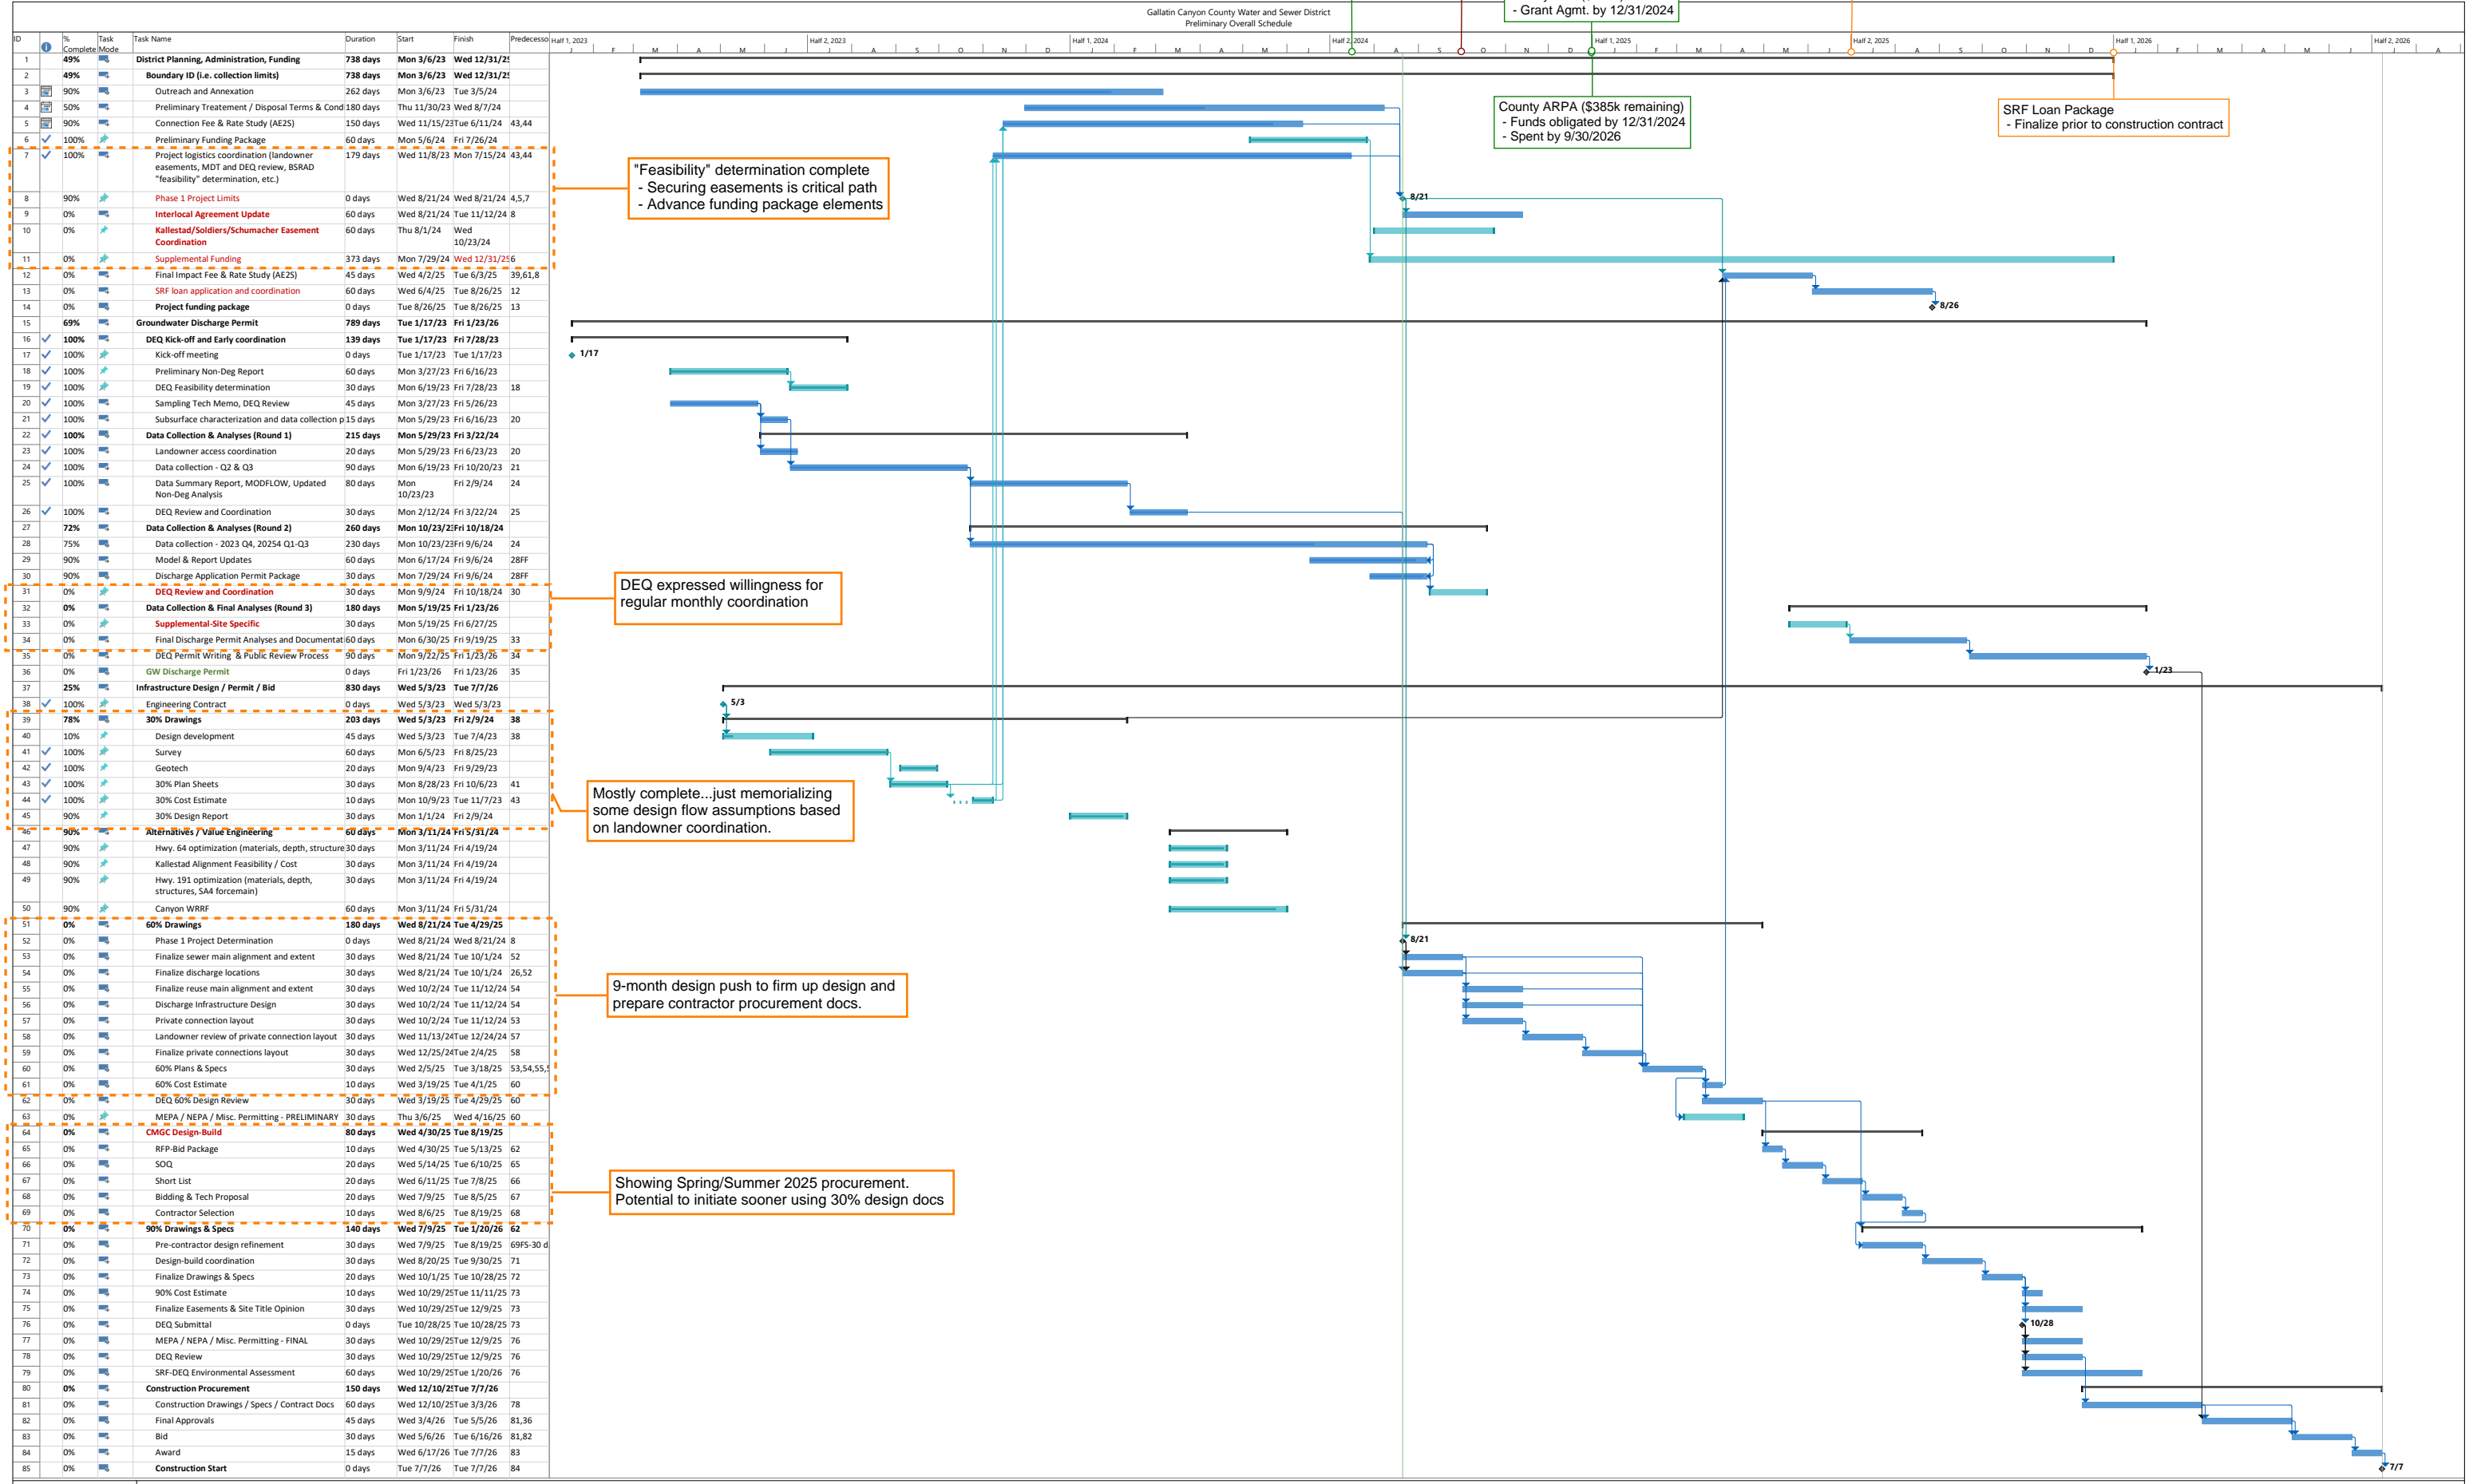 Gallatin Canyon County Water and Sewer District
Preliminary Overall Schedule
- Grant Agmt. by 12/31/2024
ID % Complete Task Mode Task Name Duration Start Finish Predecesso Half 1, 2023 Half 2, 2023 Half 1, 2024 Half 2, 2024 Half 1, 2025 Half 2, 2025 Half 1, 2026 Half 2, 2026
J F M A M J J A S O N D J F M A M J J A S O N D J F M A M J J A S O N D J F M A M J J A
1 49% District Planning, Administration, Funding 738 days Mon 3/6/23 Wed 12/31/25
2 49% Boundary ID (i.e. collection limits) 738 days Mon 3/6/23 Wed 12/31/25
3 90% Outreach and Annexation 262 days Mon 3/6/23 Tue 3/5/24
4 50% Preliminary Treatement / Disposal Terms & Cond 180 days Thu 11/30/23 Wed 8/7/24
5 90% Connection Fee & Rate Study (AE2S) 150 days Wed 11/15/23 Tue 6/11/24 43,44
6 100% Preliminary Funding Package 60 days Mon 5/6/24 Fri 7/26/24
7 100% Project logistics coordination (landowner easements, MDT and DEQ review, BSRAD "feasibility" determination, etc.) 179 days Wed 11/8/23 Mon 7/15/24 43,44
8 90% Phase 1 Project Limits 0 days Wed 8/21/24 Wed 8/21/24 4,5,7
9 0% Interlocal Agreement Update 60 days Wed 8/21/24 Tue 11/12/24 8
10 0% Kallestad/Soldiers/Schumacher Easement Coordination 60 days Thu 8/1/24 Wed 10/23/24
11 0% Supplemental Funding 373 days Mon 7/29/24 Wed 12/31/25 6
12 0% Final Impact Fee & Rate Study (AE2S) 45 days Wed 4/2/25 Tue 6/3/25 39,61,8
13 0% SRF loan application and coordination 60 days Wed 6/4/25 Tue 8/26/25 12
14 0% Project funding package 0 days Tue 8/26/25 Tue 8/26/25 13
15 69% Groundwater Discharge Permit 789 days Tue 1/17/23 Fri 1/23/26
16 100% DEQ Kick-off and Early coordination 139 days Tue 1/17/23 Fri 7/28/23
17 100% Kick-off meeting 0 days Tue 1/17/23 Tue 1/17/23
18 100% Preliminary Non-Deg Report 60 days Mon 3/27/23 Fri 6/16/23
19 100% DEQ Feasibility determination 30 days Mon 6/19/23 Fri 7/28/23 18
20 100% Sampling Tech Memo, DEQ Review 45 days Mon 3/27/23 Fri 5/26/23
21 100% Subsurface characterization and data collection p 15 days Mon 5/29/23 Fri 6/16/23 20
22 100% Data Collection & Analyses (Round 1) 215 days Mon 5/29/23 Fri 3/22/24
23 100% Landowner access coordination 20 days Mon 5/29/23 Fri 6/23/23 20
24 100% Data collection - Q2 & Q3 90 days Mon 6/19/23 Fri 10/20/23 21
25 100% Data Summary Report, MODFLOW, Updated Non-Deg Analysis 80 days Mon 10/23/23 Fri 2/9/24 24
26 100% DEQ Review and Coordination 30 days Mon 2/12/24 Fri 3/22/24 25
27 72% Data Collection & Analyses (Round 2) 260 days Mon 10/23/23 Fri 10/18/24
28 75% Data collection - 2023 Q4, 20254 Q1-Q3 230 days Mon 10/23/23 Fri 9/6/24 24
29 90% Model & Report Updates 60 days Mon 6/17/24 Fri 9/6/24 28FF
30 90% Discharge Application Permit Package 30 days Mon 7/29/24 Fri 9/6/24 28FF
31 0% DEQ Review and Coordination 30 days Mon 9/9/24 Fri 10/18/24 30
32 0% Data Collection & Final Analyses (Round 3) 180 days Mon 5/19/25 Fri 1/23/26
33 0% Supplemental-Site Specific 30 days Mon 5/19/25 Fri 6/27/25
34 0% Final Discharge Permit Analyses and Documentati 60 days Mon 6/30/25 Fri 9/19/25 33
35 0% DEQ Permit Writing & Public Review Process 90 days Mon 9/22/25 Fri 1/23/26 34
36 0% GW Discharge Permit 0 days Fri 1/23/26 Fri 1/23/26 35
37 25% Infrastructure Design / Permit / Bid 830 days Wed 5/3/23 Tue 7/7/26
38 100% Engineering Contract 0 days Wed 5/3/23 Wed 5/3/23
39 78% 30% Drawings 203 days Wed 5/3/23 Fri 2/9/24 38
40 10% Design development 45 days Wed 5/3/23 Tue 7/4/23 38
41 100% Survey 60 days Mon 6/5/23 Fri 8/25/23
42 100% Geotech 20 days Mon 9/4/23 Fri 9/29/23
43 100% 30% Plan Sheets 30 days Mon 8/28/23 Fri 10/6/23 41
44 100% 30% Cost Estimate 10 days Mon 10/9/23 Tue 11/7/23 43
45 90% 30% Design Report 30 days Mon 1/1/24 Fri 2/9/24
46 90% Alternatives / Value Engineering 60 days Mon 3/11/24 Fri 5/31/24
47 90% Hwy. 64 optimization (materials, depth, structure 30 days Mon 3/11/24 Fri 4/19/24
48 90% Kallestad Alignment Feasibility / Cost 30 days Mon 3/11/24 Fri 4/19/24
49 90% Hwy. 191 optimization (materials, depth, structures, SA4 forcemain) 30 days Mon 3/11/24 Fri 4/19/24
50 90% Canyon WRRF 60 days Mon 3/11/24 Fri 5/31/24
51 0% 60% Drawings 180 days Wed 8/21/24 Tue 4/29/25
52 0% Phase 1 Project Determination 0 days Wed 8/21/24 Wed 8/21/24 8
53 0% Finalize sewer main alignment and extent 30 days Wed 8/21/24 Tue 10/1/24 52
54 0% Finalize discharge locations 30 days Wed 8/21/24 Tue 10/1/24 26,52
55 0% Finalize reuse main alignment and extent 30 days Wed 10/2/24 Tue 11/12/24 54
56 0% Discharge Infrastructure Design 30 days Wed 10/2/24 Tue 11/12/24 54
57 0% Private connection layout 30 days Wed 10/2/24 Tue 11/12/24 53
58 0% Landowner review of private connection layout 30 days Wed 11/13/24 Tue 12/24/24 57
59 0% Finalize private connections layout 30 days Wed 12/25/24 Tue 2/4/25 58
60 0% 60% Plans & Specs 30 days Wed 2/5/25 Tue 3/18/25 53,54,55,
61 0% 60% Cost Estimate 10 days Wed 3/19/25 Tue 4/1/25 60
62 0% DEQ 60% Design Review 30 days Wed 3/19/25 Tue 4/29/25 60
63 0% MEPA / NEPA / Misc. Permitting - PRELIMINARY 30 days Thu 3/6/25 Wed 4/16/25 60
64 0% CMGC Design-Build 80 days Wed 4/30/25 Tue 8/19/25
65 0% RFP-Bid Package 10 days Wed 4/30/25 Tue 5/13/25 62
66 0% SOQ 20 days Wed 5/14/25 Tue 6/10/25 65
67 0% Short List 20 days Wed 6/11/25 Tue 7/8/25 66
68 0% Bidding & Tech Proposal 20 days Wed 7/9/25 Tue 8/5/25 67
69 0% Contractor Selection 10 days Wed 8/6/25 Tue 8/19/25 68
70 0% 90% Drawings & Specs 140 days Wed 7/9/25 Tue 1/20/26 62
71 0% Pre-contractor design refinement 30 days Wed 7/9/25 Tue 8/19/25 69FS-30 d
72 0% Design-build coordination 30 days Wed 8/20/25 Tue 9/30/25 71
73 0% Finalize Drawings & Specs 20 days Wed 10/1/25 Tue 10/28/25 72
74 0% 90% Cost Estimate 10 days Wed 10/29/25 Tue 11/11/25 73
75 0% Finalize Easements & Site Title Opinion 30 days Wed 10/29/25 Tue 12/9/25 73
76 0% DEQ Submittal 0 days Tue 10/28/25 Tue 10/28/25 73
77 0% MEPA / NEPA / Misc. Permitting - FINAL 30 days Wed 10/29/25 Tue 12/9/25 76
78 0% DEQ Review 30 days Wed 10/29/25 Tue 12/9/25 76
79 0% SRF-DEQ Environmental Assessment 60 days Wed 10/29/25 Tue 1/20/26 76
80 0% Construction Procurement 150 days Wed 12/10/25 Tue 7/7/26
81 0% Construction Drawings / Specs / Contract Docs 60 days Wed 12/10/25 Tue 3/3/26 78
82 0% Final Approvals 45 days Wed 3/4/26 Tue 5/5/26 81,36
83 0% Bid 30 days Wed 5/6/26 Tue 6/16/26 81,82
84 0% Award 15 days Wed 6/17/26 Tue 7/7/26 83
85 0% Construction Start 0 days Tue 7/7/26 Tue 7/7/26 84
County ARPA ($385k remaining)
- Funds obligated by 12/31/2024
- Spent by 9/30/2026
SRF Loan Package
- Finalize prior to construction contract
"Feasibility" determination complete
- Securing easements is critical path
- Advance funding package elements
8/21
8/26
1/17
DEQ expressed willingness for
regular monthly coordination
1/23
5/3
Mostly complete...just memorializing
some design flow assumptions based
on landowner coordination.
8/21
9-month design push to firm up design and
prepare contractor procurement docs.
Showing Spring/Summer 2025 procurement.
Potential to initiate sooner using 30% design docs
10/28
7/7